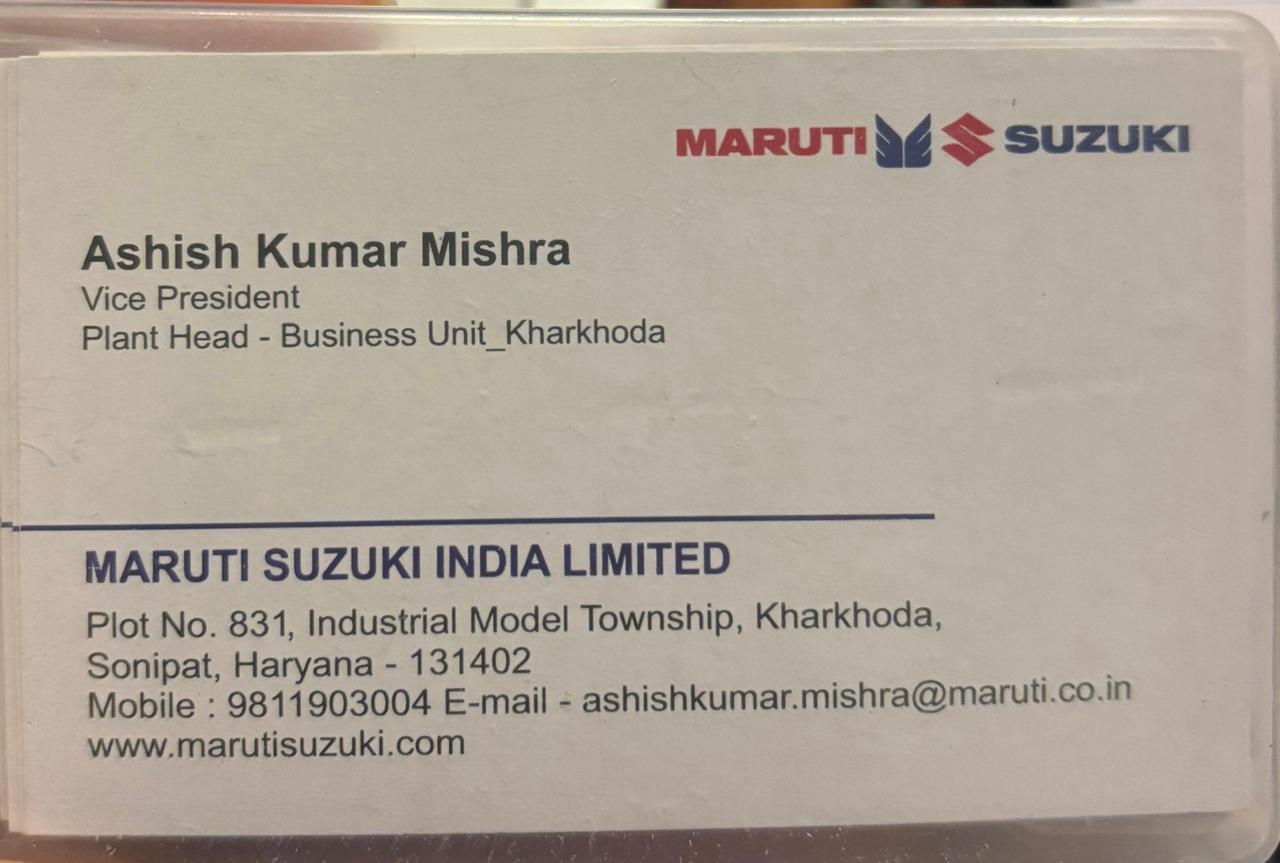 MARUTI SUZUKI
Ashish Kumar Mishra
Vice President
Plant Head - Business Unit_Kharkhoda
MARUTI SUZUKI INDIA LIMITED
Plot No. 831, Industrial Model Township, Kharkhoda,
Sonipat, Haryana - 131402
Mobile : 9811903004 E-mail - ashishkumar.mishra@maruti.co.in
www.marutisuzuki.com